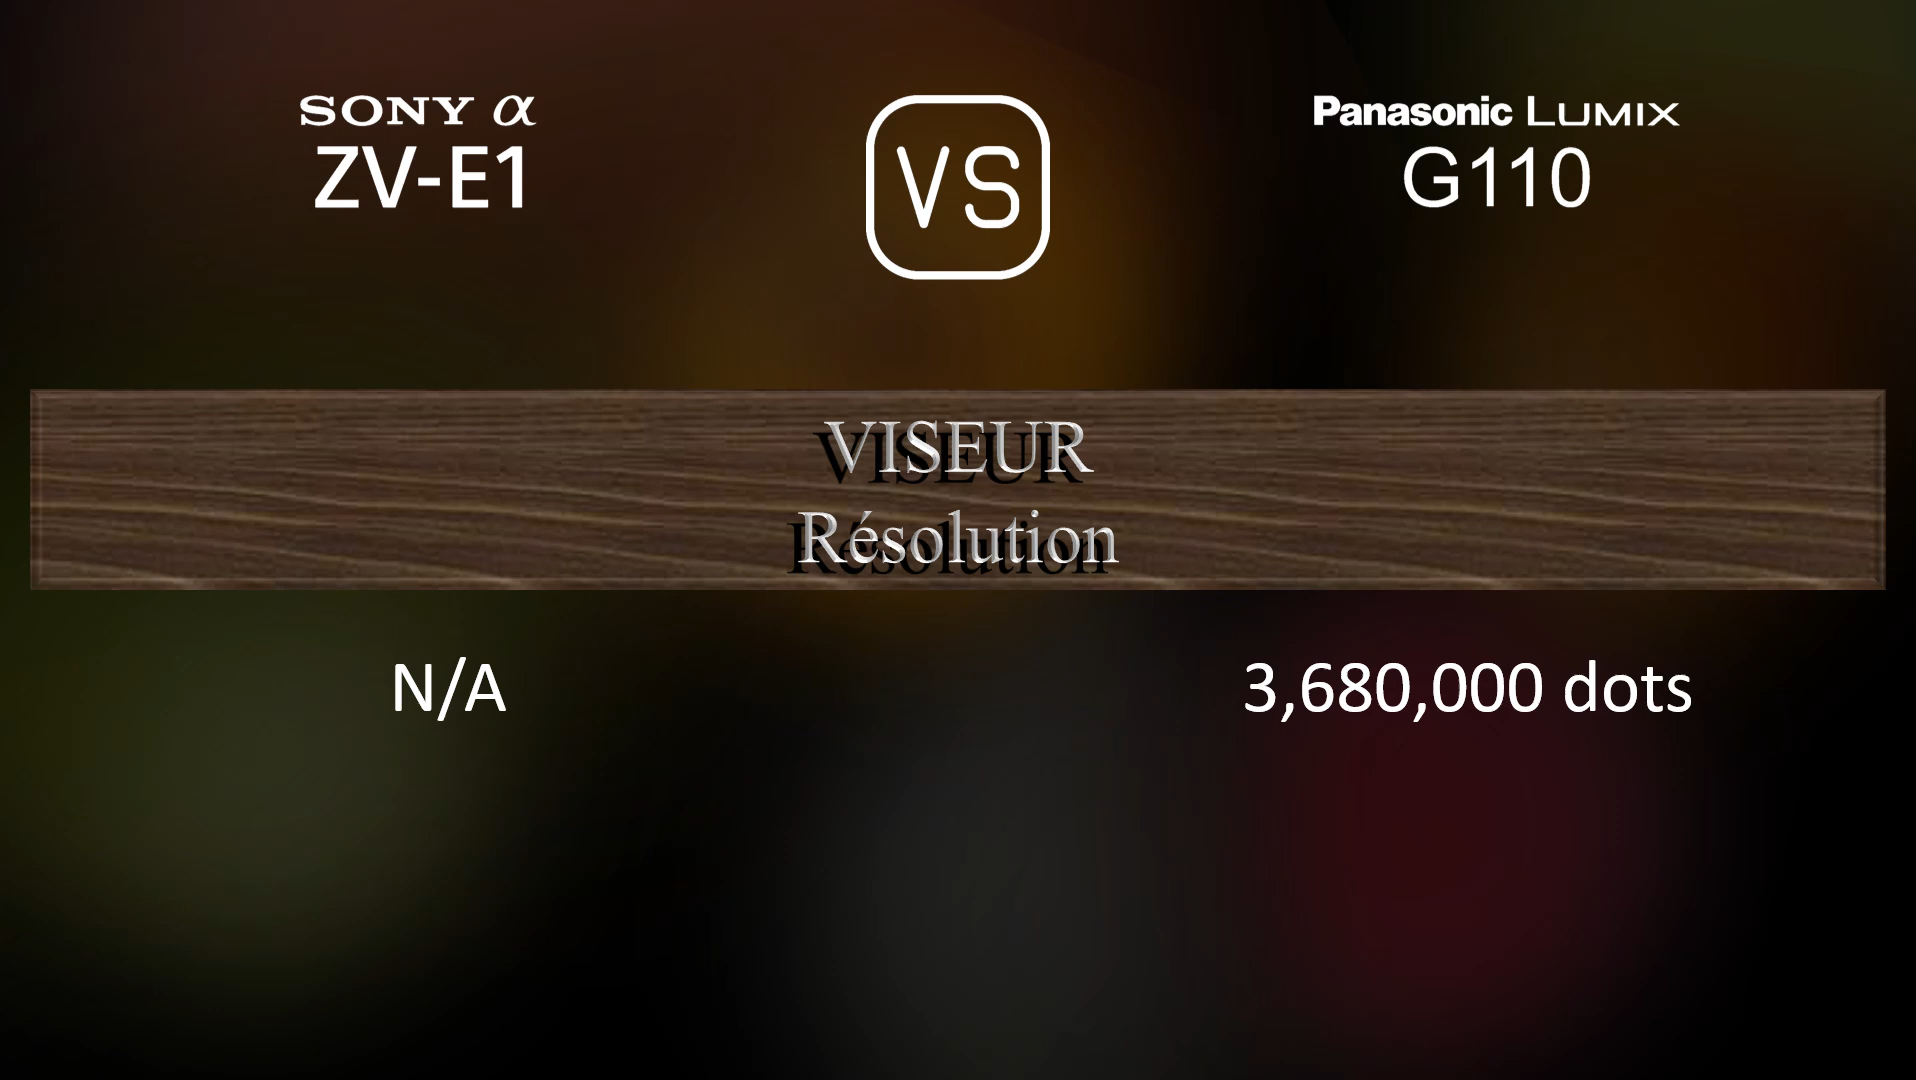 SONY α
ZV-E1
VS
Panasonic LUMIX
G110
VISEUR
Résolution
N/A
3,680,000 dots